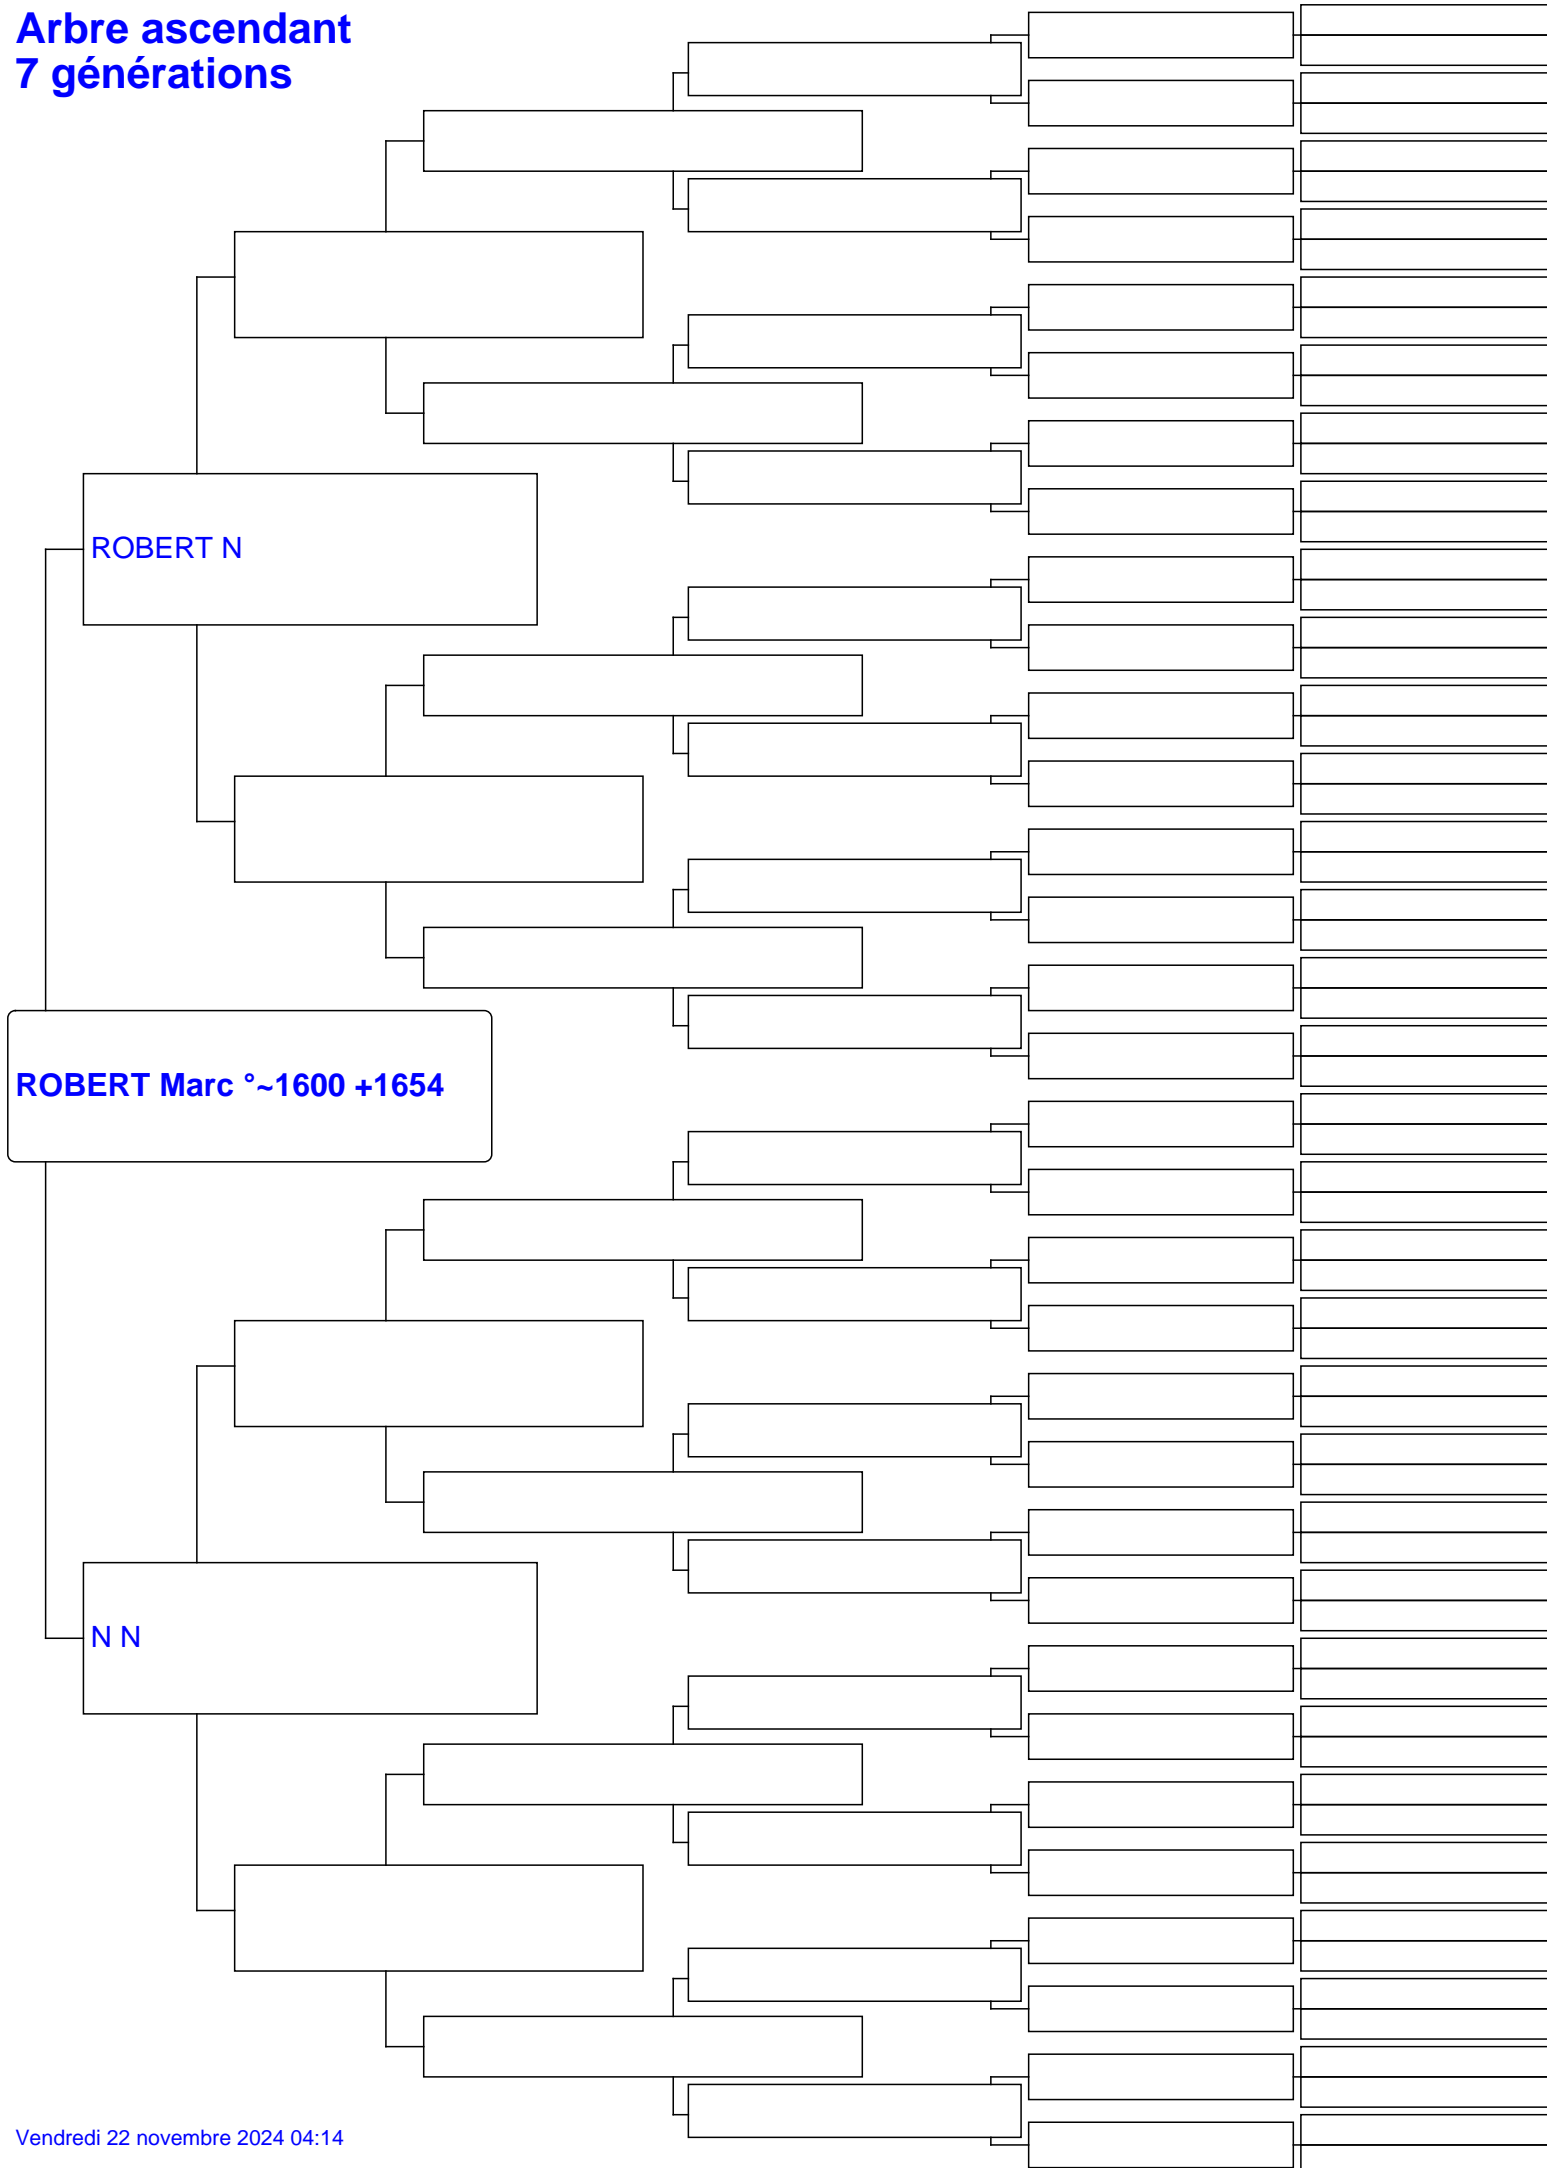 Arbre ascendant
7 générations
ROBERT N
ROBERT Marc °~1600 +1654
N N
Vendredi 22 novembre 2024 04:14